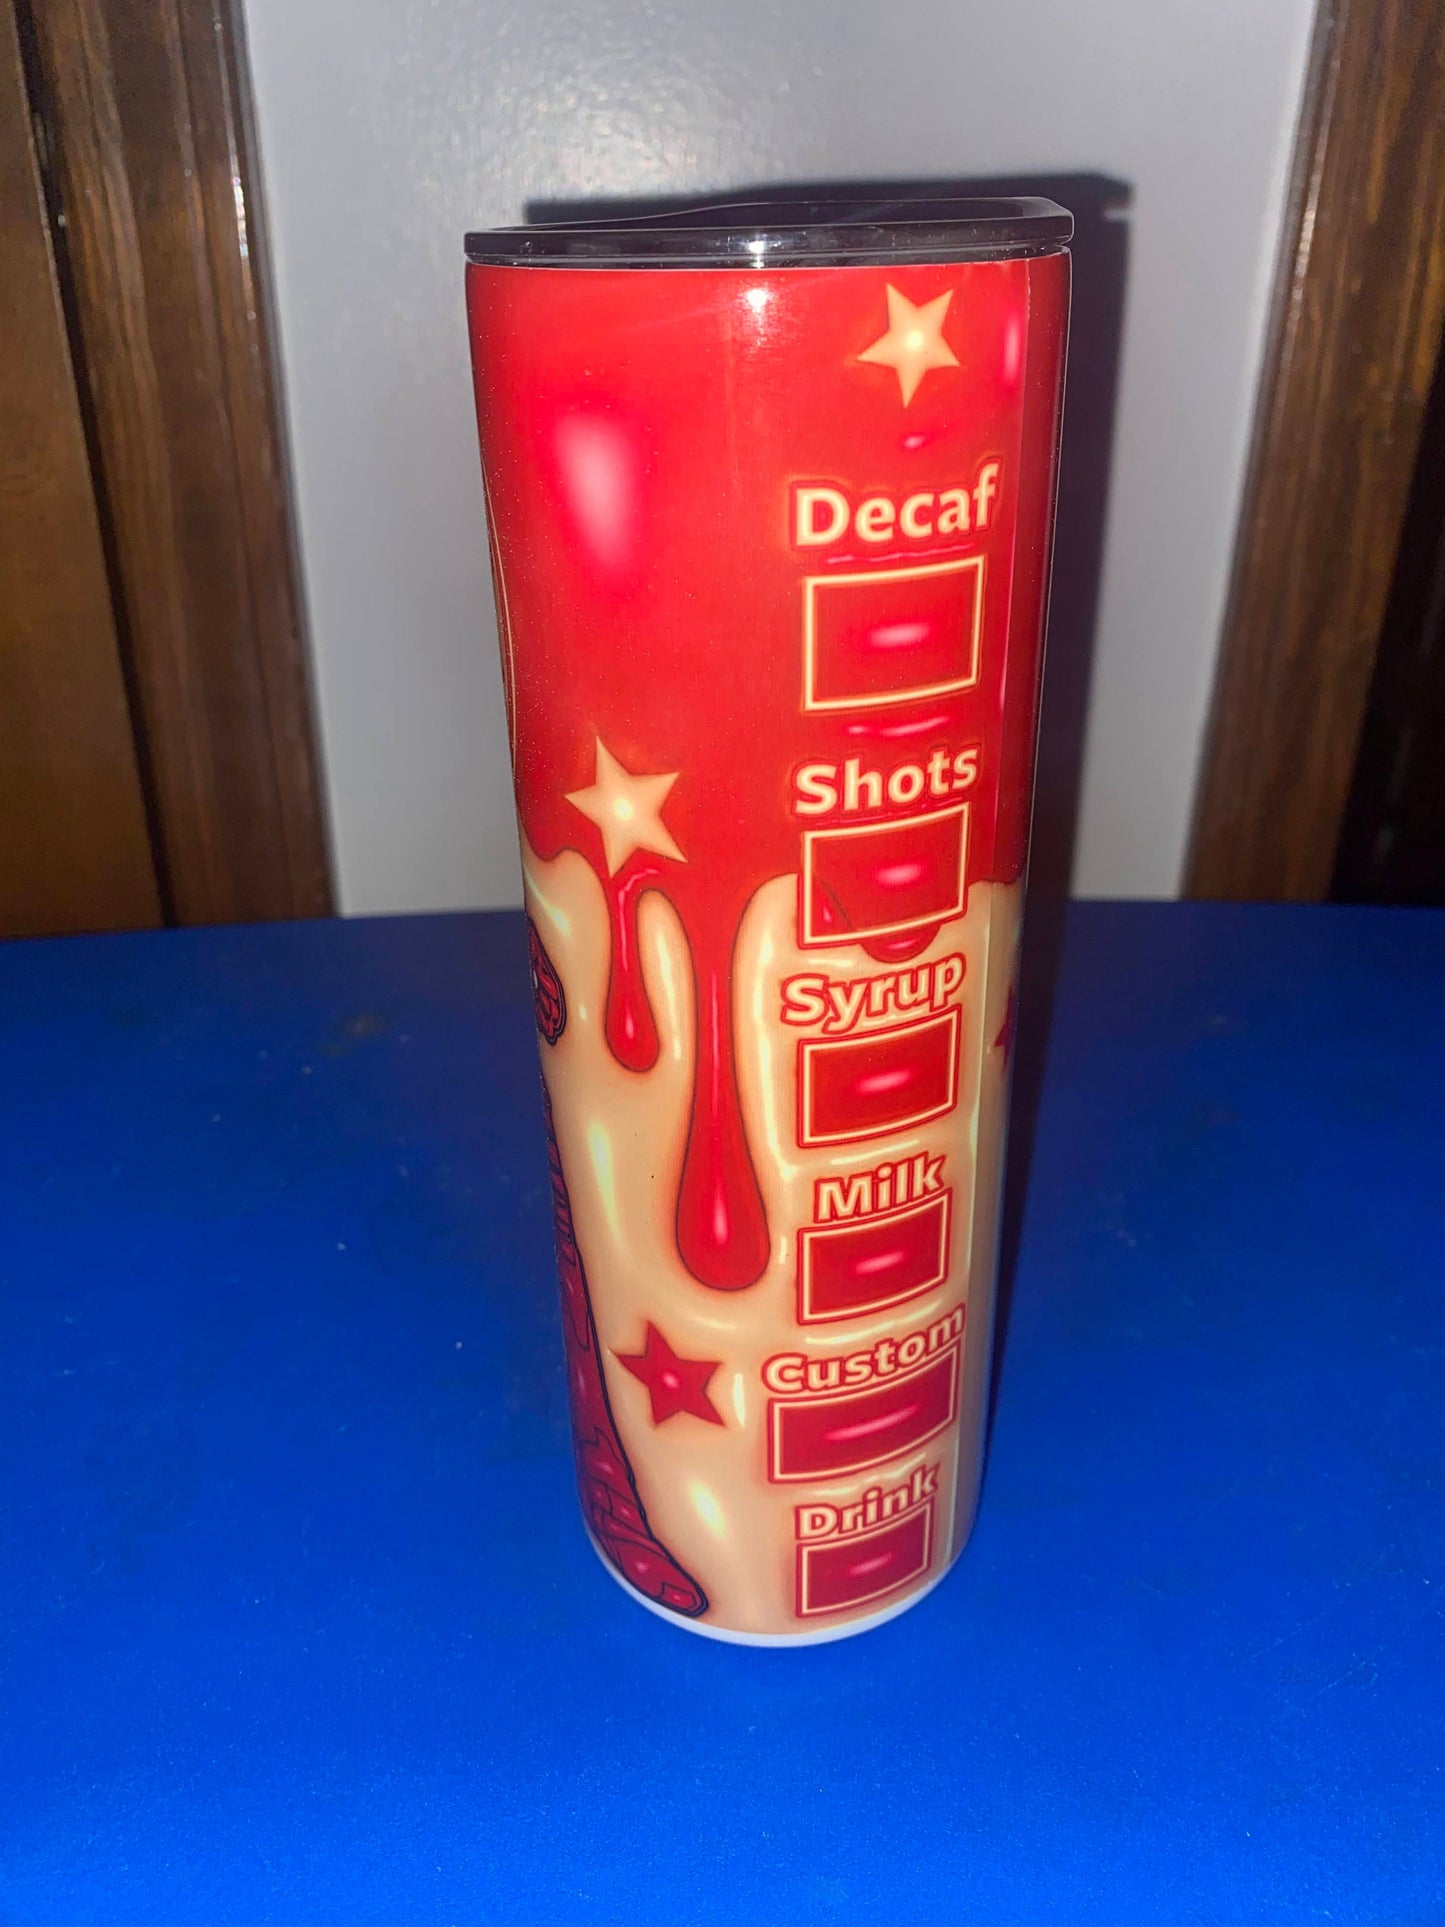 Decaf
Shots
Syrup
Milk
Custom
Drink